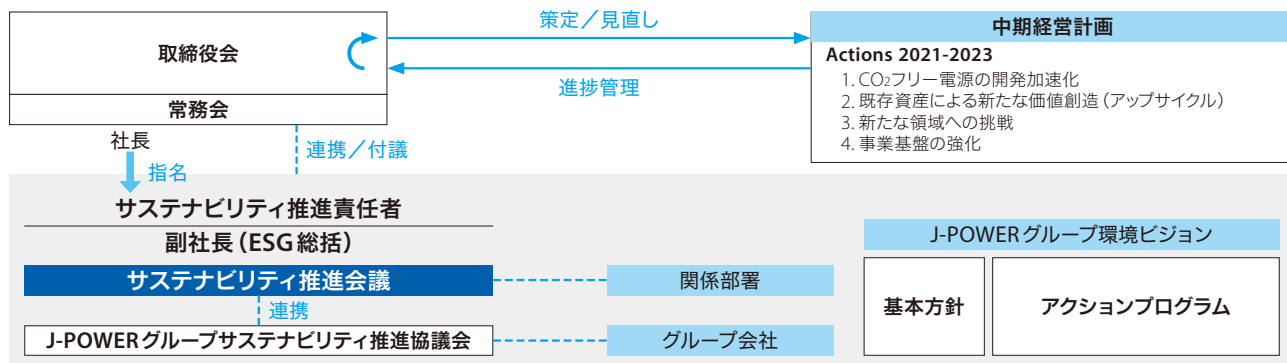 取締役会
常務会
策定／見直し
進捗管理
中期経営計画
Actions 2021-2023
1. CO₂フリー電源の開発加速化
2. 既存資産による新たな価値創造（アップサイクル）
3. 新たな領域への挑戦
4. 事業基盤の強化
社長
指名
連携／付議
サステナビリティ推進責任者
副社長（ESG総括）
サステナビリティ推進会議
関係部署
連携
J-POWERグループサステナビリティ推進協議会
グループ会社
J-POWERグループ環境ビジョン
基本方針
アクションプログラム